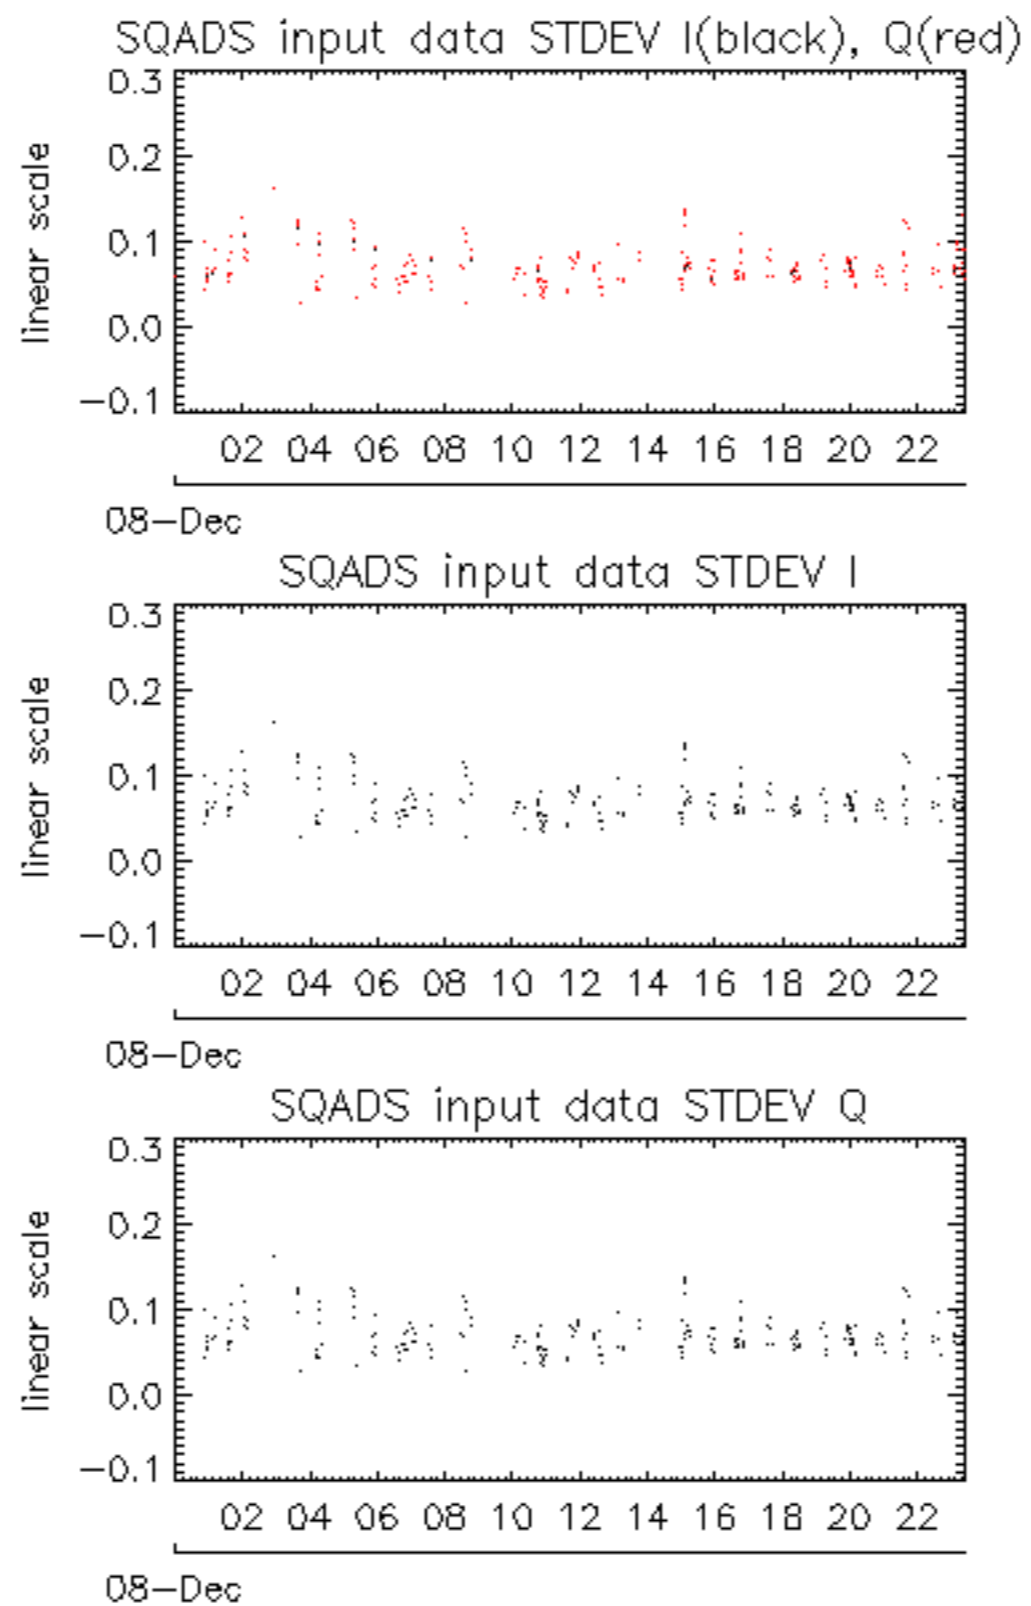 SQADS input data STDEV I(black), Q(red)
0.3
0.2
0.1
0.0
−0.1
linear scale
02 04 06 08 10 12 14 16 18 20 22
08−Dec
SQADS input data STDEV I
0.3
0.2
0.1
0.0
−0.1
linear scale
02 04 06 08 10 12 14 16 18 20 22
08−Dec
SQADS input data STDEV Q
0.3
0.2
0.1
0.0
−0.1
linear scale
02 04 06 08 10 12 14 16 18 20 22
08−Dec